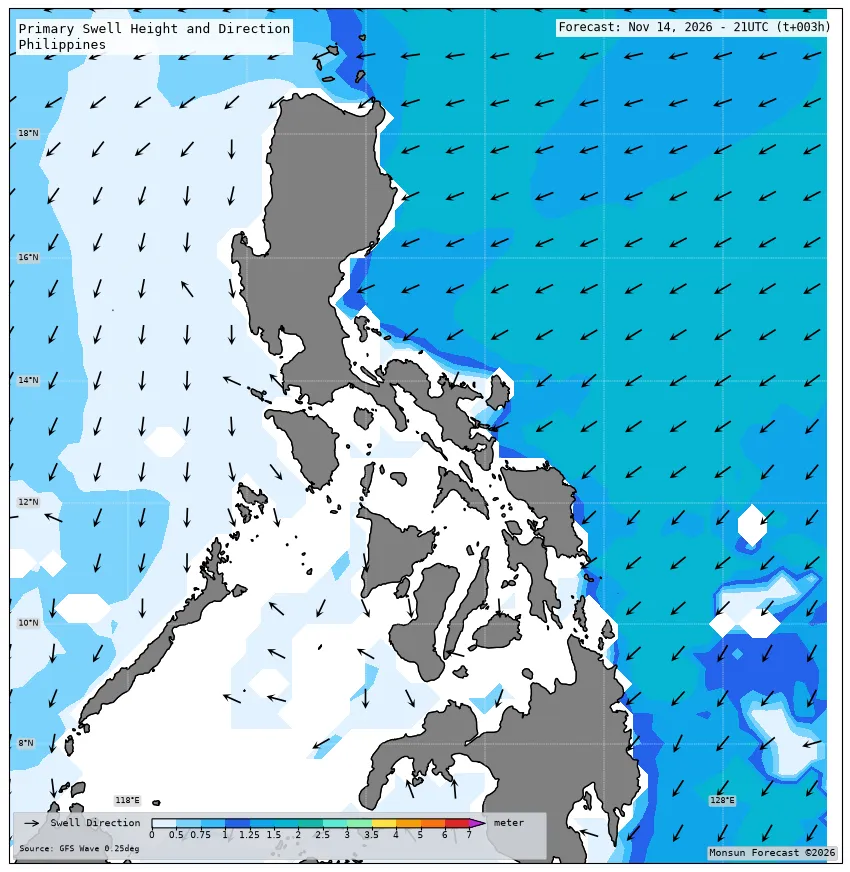 Primary Swell Height and Direction
Philippines
Forecast: Nov 14, 2026 - 21UTC (t+003h)
18°N
16°N
14°N
12°N
10°N
8°N
118°E
128°E
Swell Direction
0 0.5 0.75 1 1.25 1.5 2 2.5 3 3.5 4 5 6 7
meter
Source: GFS Wave 0.25deg
Monsun Forecast ©2026